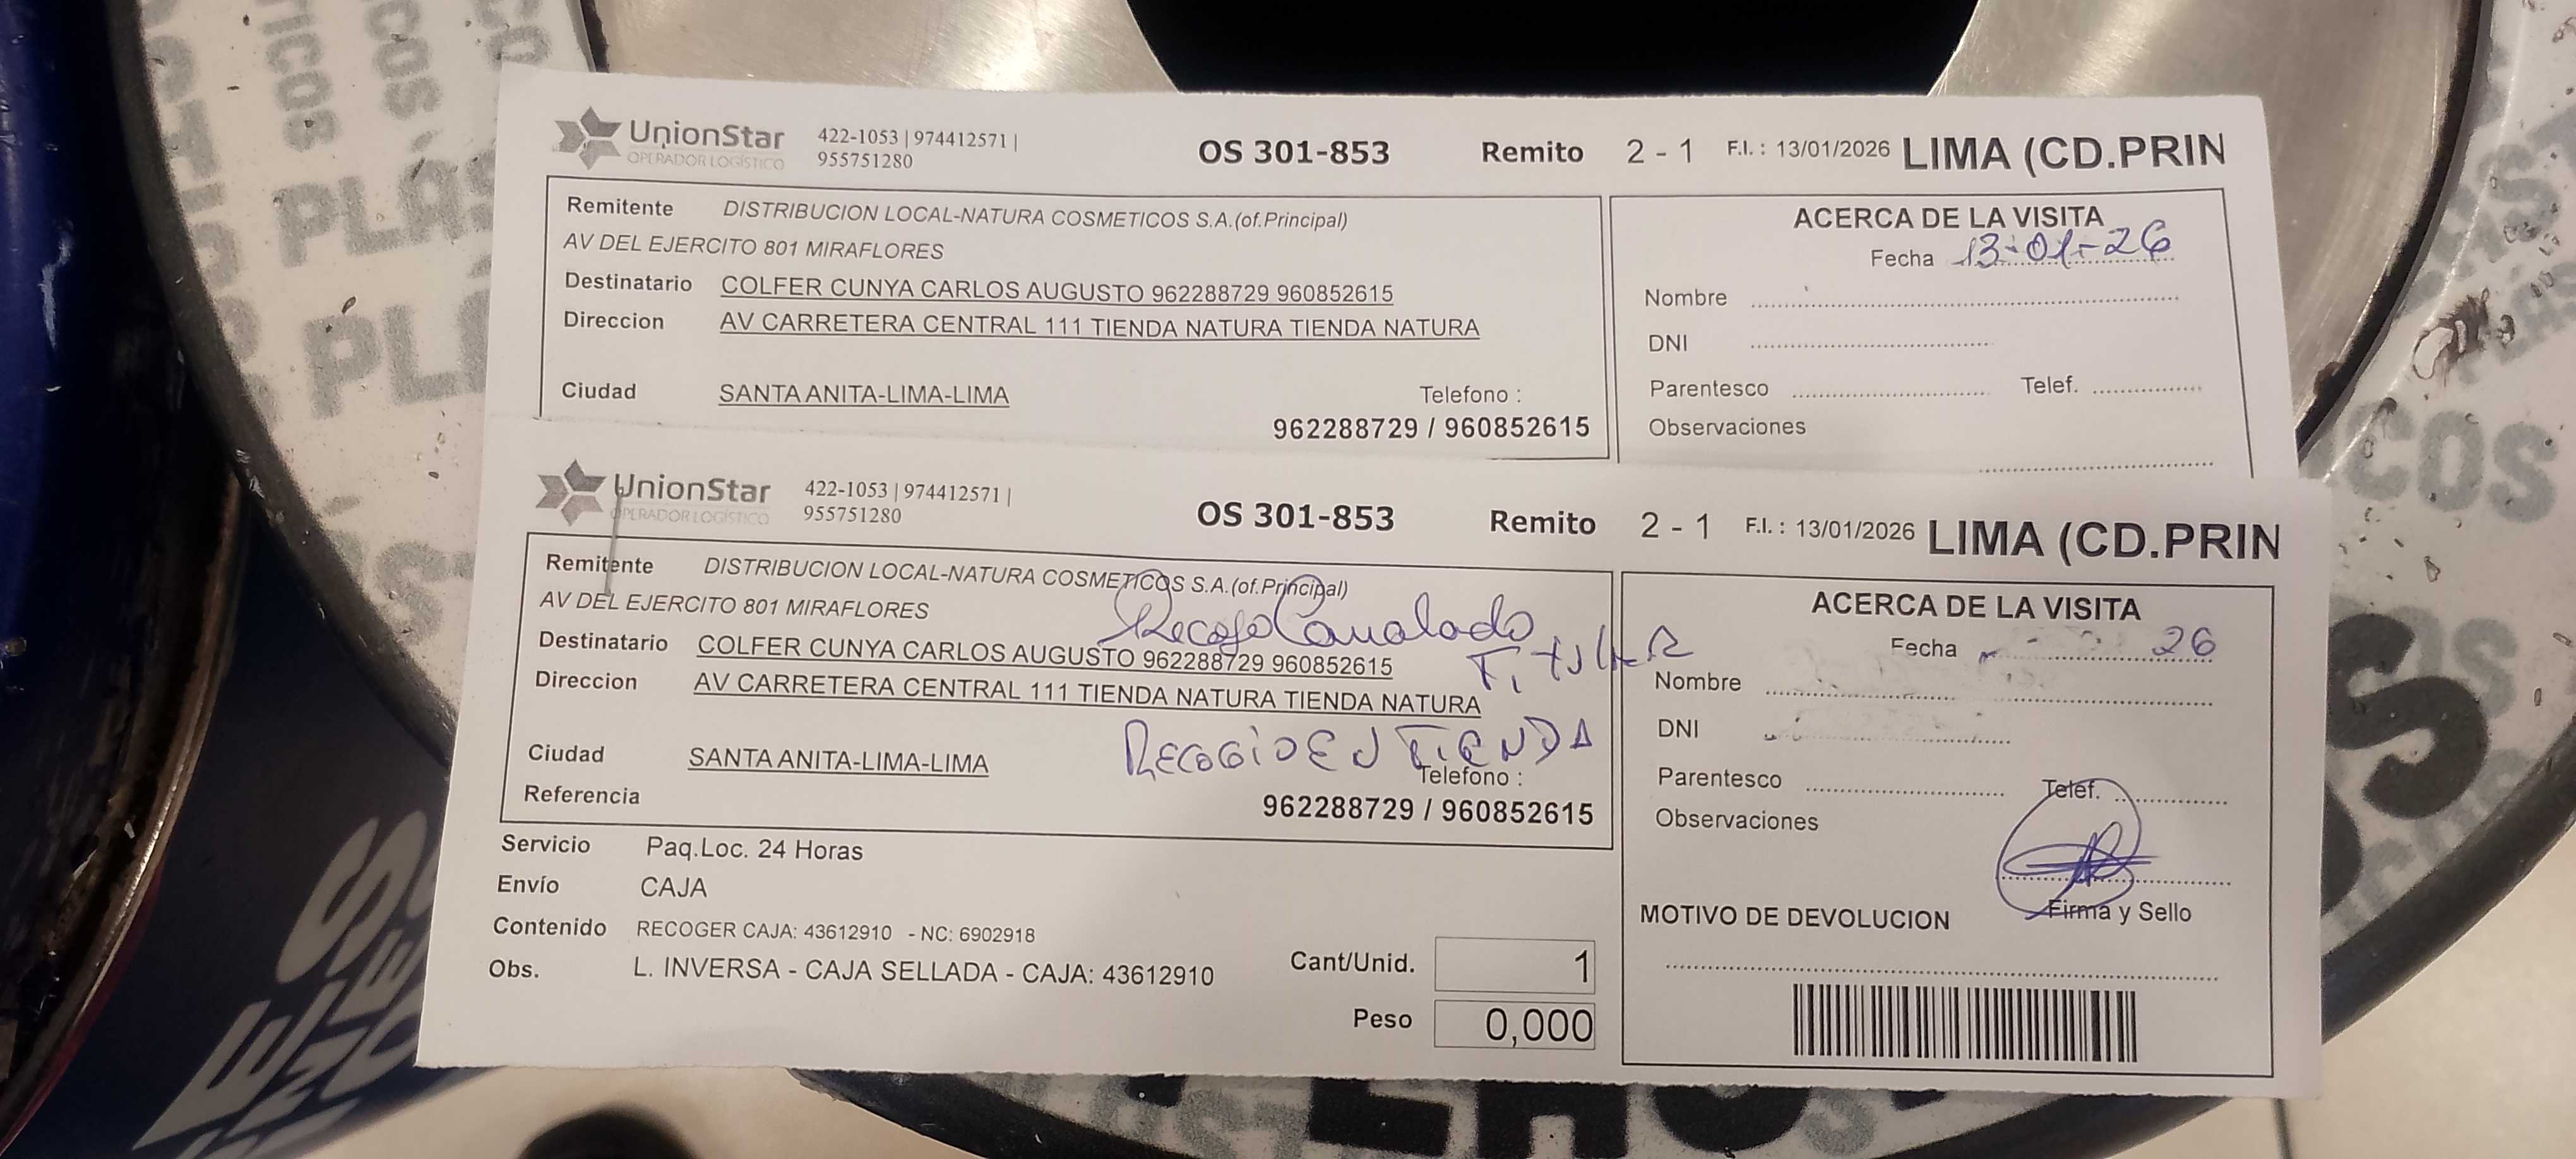 UnionStar
OPERADOR LOGÍSTICO
422-1053 | 974412571 |
955751280
OS 301-853
Remito 2 - 1
F.I. : 13/01/2026
LIMA (CD.PRIN
Remitente DISTRIBUCION LOCAL-NATURA COSMETICOS S.A.(of.Principal)
AV DEL EJERCITO 801 MIRAFLORES
Destinatario COLFER CUNYA CARLOS AUGUSTO 962288729 960852615
Direccion AV CARRETERA CENTRAL 111 TIENDA NATURA TIENDA NATURA
Ciudad SANTA ANITA-LIMA-LIMA
Telefono :
962288729 / 960852615
ACERCA DE LA VISITA
Fecha 13-01-26
Nombre
DNI
Parentesco Telef.
Observaciones
UnionStar
OPERADOR LOGÍSTICO
422-1053 | 974412571 |
955751280
OS 301-853
Remito 2 - 1
F.I. : 13/01/2026
LIMA (CD.PRIN
Remitente DISTRIBUCION LOCAL-NATURA COSMETICOS S.A.(of.Principal)
AV DEL EJERCITO 801 MIRAFLORES
Recojo
Destinatario COLFER CUNYA CARLOS AUGUSTO 962288729 960852615
Direccion AV CARRETERA CENTRAL 111 TIENDA NATURA TIENDA NATURA
RECOGIO EN TIENDA
Ciudad SANTA ANITA-LIMA-LIMA
Telefono :
Referencia
962288729 / 960852615
Servicio Paq.Loc. 24 Horas
Envío CAJA
Contenido RECOGER CAJA: 43612910 - NC: 6902918
Obs. L. INVERSA - CAJA SELLADA - CAJA: 43612910
Cant/Unid. 1
Peso 0,000
ACERCA DE LA VISITA
Fecha 26
Nombre
DNI
Parentesco Telef.
Observaciones
Firma y Sello
MOTIVO DE DEVOLUCION